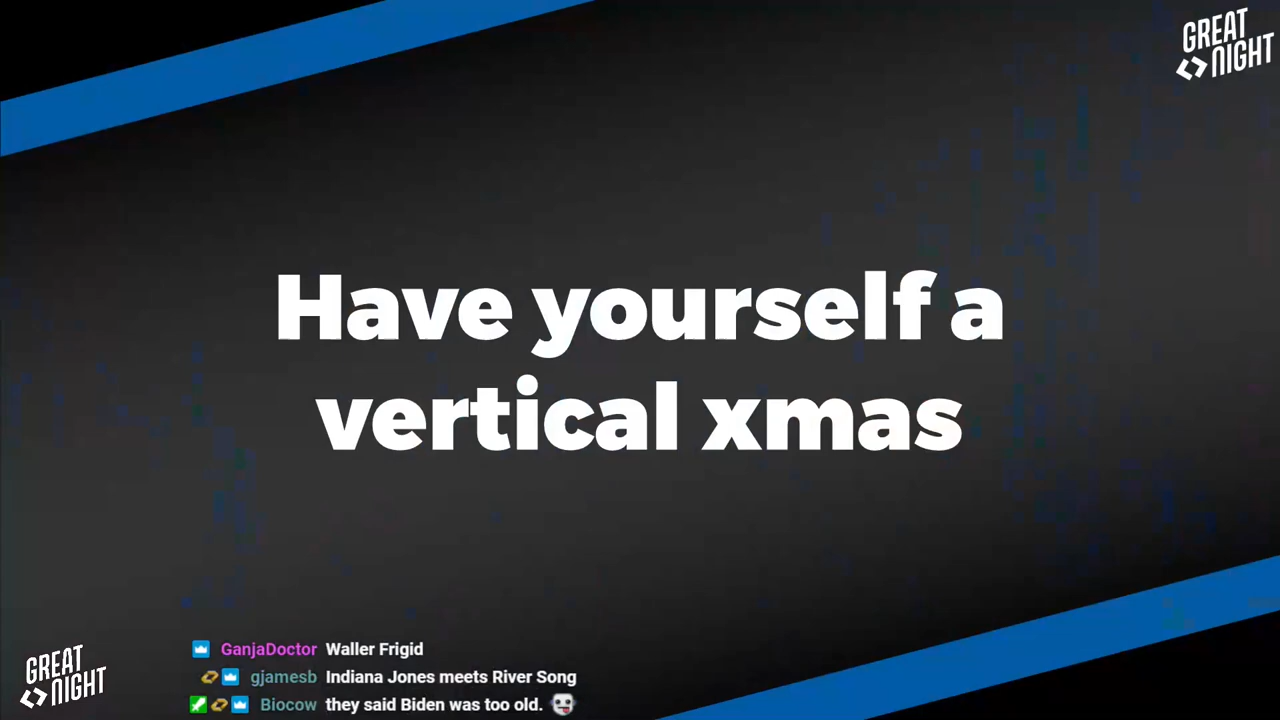 GREAT
NIGHT
Have yourself a
vertical xmas
GREAT
NIGHT
GanjaDoctor Waller Frigid
gjamesb Indiana Jones meets River Song
Biocow they said Biden was too old.